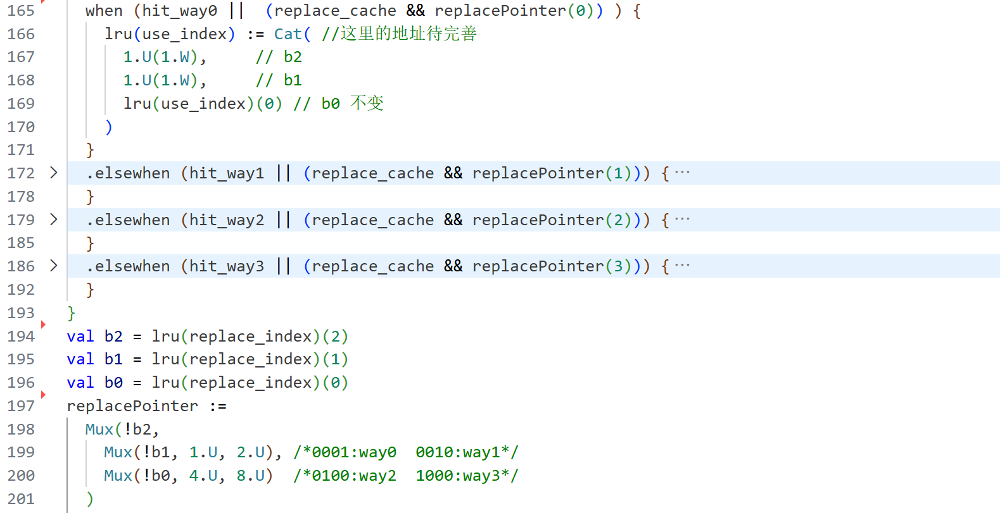 165 when (hit_way0 ||  (replace_cache && replacePointer(0)) ) {
166 lru(use_index) := Cat( //这里的地址待完善
167 1.U(1.W),     // b2
168 1.U(1.W),     // b1
169 lru(use_index)(0) // b0 不变
170 )
171 }
172 > .elsewhen (hit_way1 || (replace_cache && replacePointer(1))) {⋯
178 }
179 > .elsewhen (hit_way2 || (replace_cache && replacePointer(2))) {⋯
185 }
186 > .elsewhen (hit_way3 || (replace_cache && replacePointer(3))) {⋯
192 }
193 }
194 val b2 = lru(replace_index)(2)
195 val b1 = lru(replace_index)(1)
196 val b0 = lru(replace_index)(0)
197 replacePointer :=
198 Mux(!b2,
199 Mux(!b1, 1.U, 2.U), /*0001:way0  0010:way1*/
200 Mux(!b0, 4.U, 8.U)  /*0100:way2  1000:way3*/
201 )